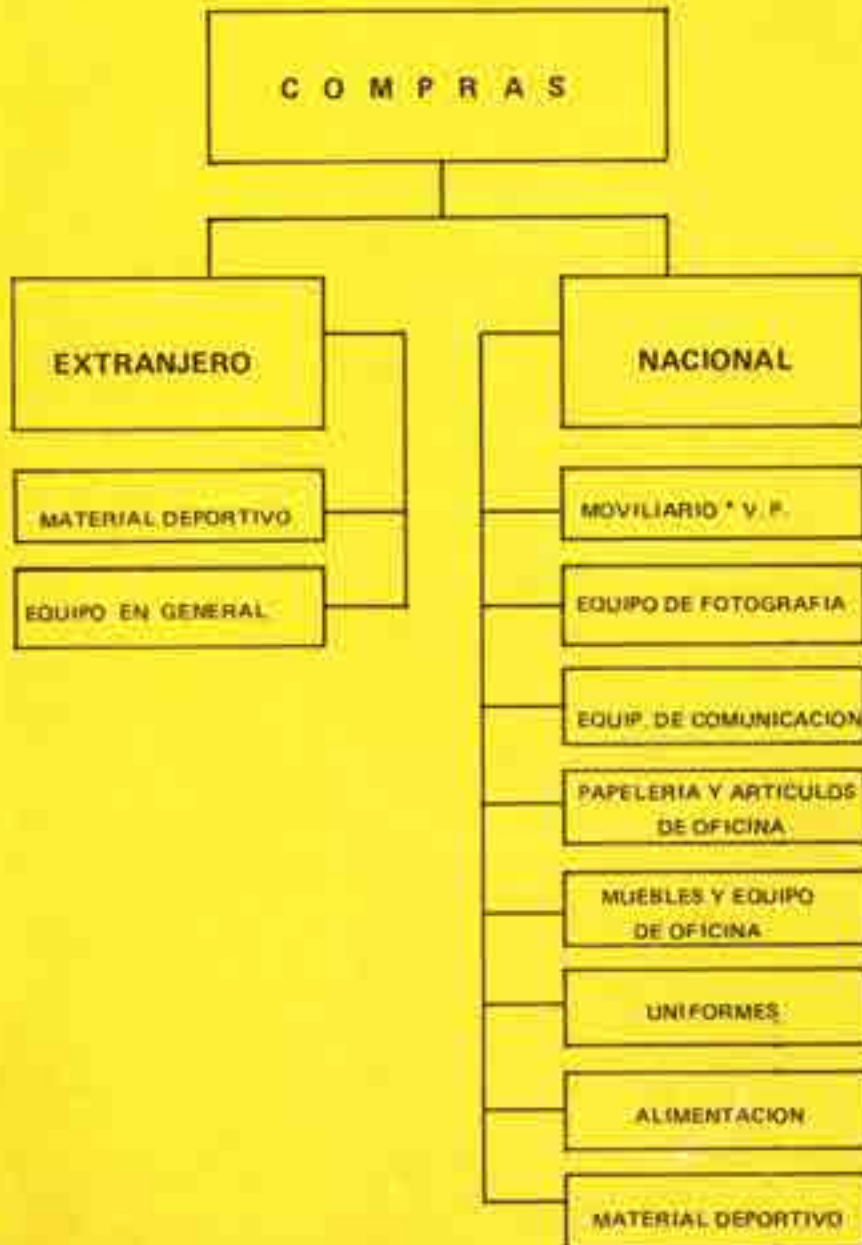 COMPRAS
EXTRANJERO
MATERIAL DEPORTIVO
EQUIPO EN GENERAL
NACIONAL
MOVILIARIO * V. P.
EQUIPO DE FOTOGRAFIA
EQUIP. DE COMUNICACION
PAPELERIA Y ARTICULOS
DE OFICINA
MUEBLES Y EQUIPO
DE OFICINA
UNIFORMES
ALIMENTACION
MATERIAL DEPORTIVO